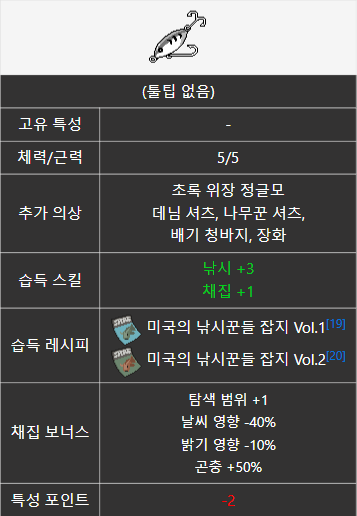 (툴팁 없음)
고유 특성 -
체력/근력 5/5
추가 의상
초록 위장 정글모
데님 셔츠, 나무꾼 셔츠,
배기 청바지, 장화
습득 스킬
낚시 +3
채집 +1
습득 레시피
미국의 낚시꾼들 잡지 Vol.1[19]
미국의 낚시꾼들 잡지 Vol.2[20]
채집 보너스
탐색 범위 +1
날씨 영향 -40%
밝기 영향 -10%
곤충 +50%
특성 포인트 -2